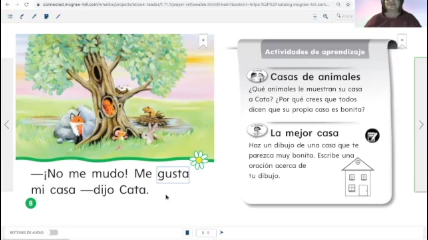 —¡No me mudo! Me gusta
mi casa —dijo Cata.
8
Actividades de aprendizaje
Casas de animales
¿Qué animales le muestran su casa
a Cata? ¿Por qué crees que todos
dicen que su propia casa es bonita?
La mejor casa
Haz un dibujo de una casa que te
parezca muy bonita. Escribe una
oración acerca de
tu dibujo.